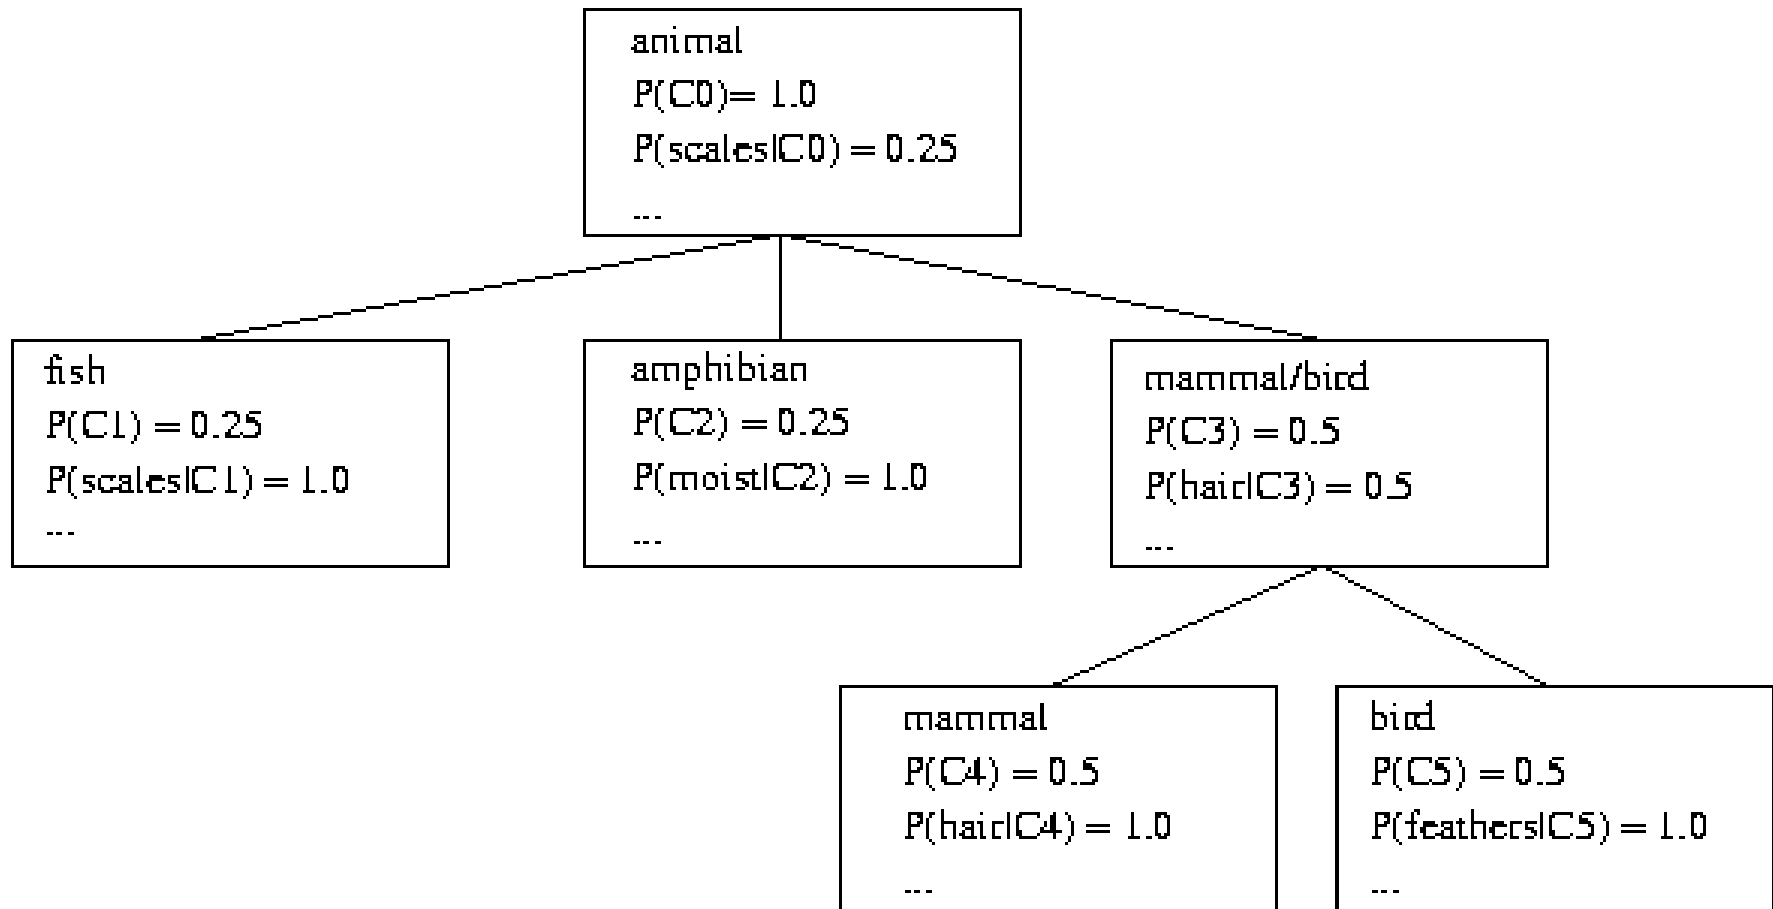 animal
P(C0)= 1.0
P(scales|C0) = 0.25
...
fish
P(C1) = 0.25
P(scales|C1) = 1.0
...
amphibian
P(C2) = 0.25
P(moist|C2) = 1.0
...
mammal/bird
P(C3) = 0.5
P(hair|C3) = 0.5
...
mammal
P(C4) = 0.5
P(hair|C4) = 1.0
...
bird
P(C5) = 0.5
P(feathers|C5) = 1.0
...